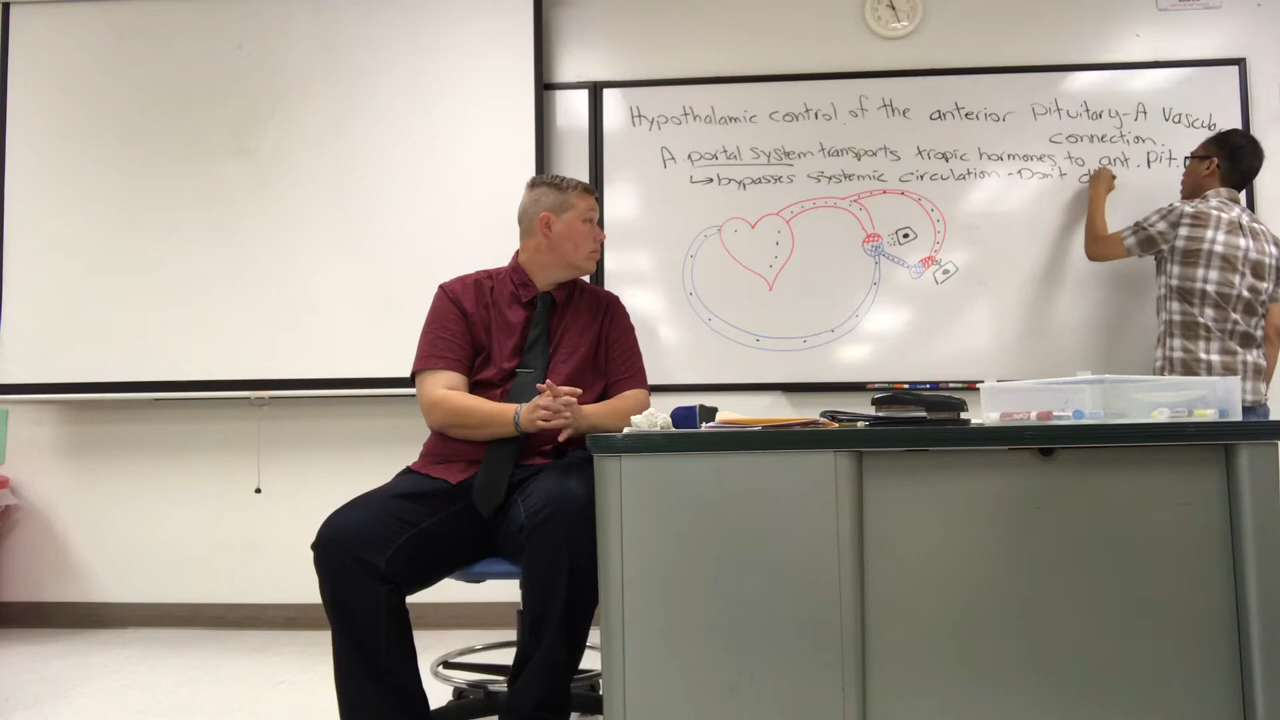 Hypothalamic control of the anterior pituitary-A vascu
connection.
A portal system transports tropic hormones to ant. Pit.
↳bypasses systemic circulation-Don't d